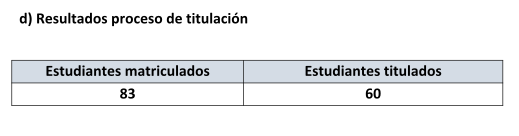 d) Resultados proceso de titulación
Estudiantes matriculados Estudiantes titulados
83 60